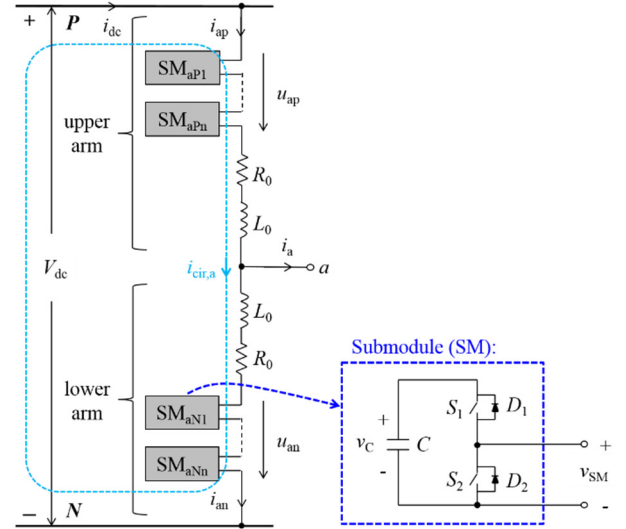 + P i_dc i_ap
SM_aP1
u_ap
SM_aPn
upper
arm
R_0
L_0
i_a
V_dc i_cir,a a
L_0
R_0
lower
arm
SM_aN1
u_an
SM_aNn
i_an
− N
Submodule (SM):
S_1 D_1
+ +
v_C C
- v_SM
S_2 D_2
-